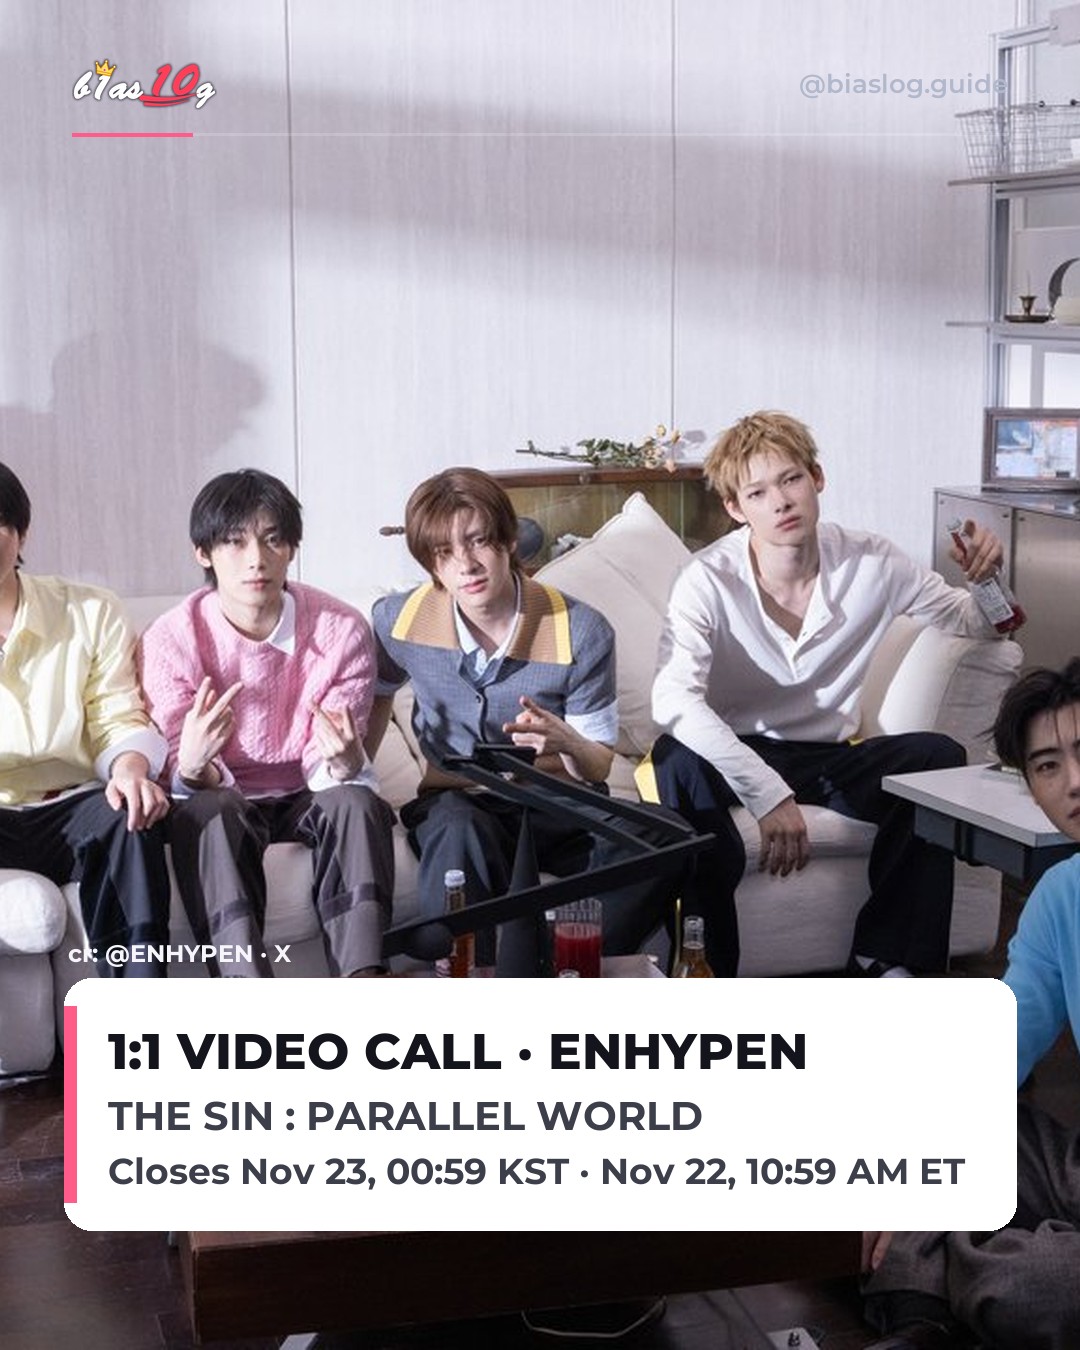 b1as10g
@biaslog.guide
cr: @ENHYPEN · X
1:1 VIDEO CALL · ENHYPEN
THE SIN : PARALLEL WORLD
Closes Nov 23, 00:59 KST · Nov 22, 10:59 AM ET